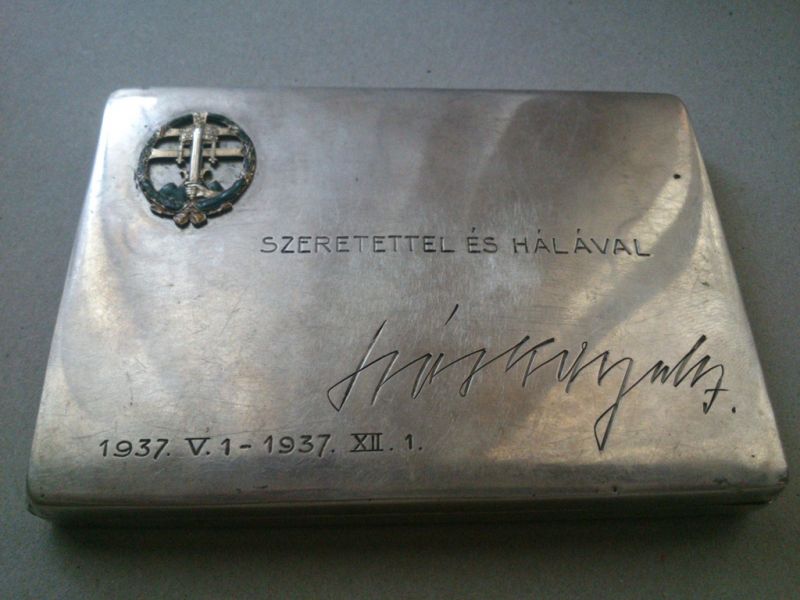 SZERETETTEL ÉS HÁLÁVAL
1937. V. 1 - 1937. XII. 1.